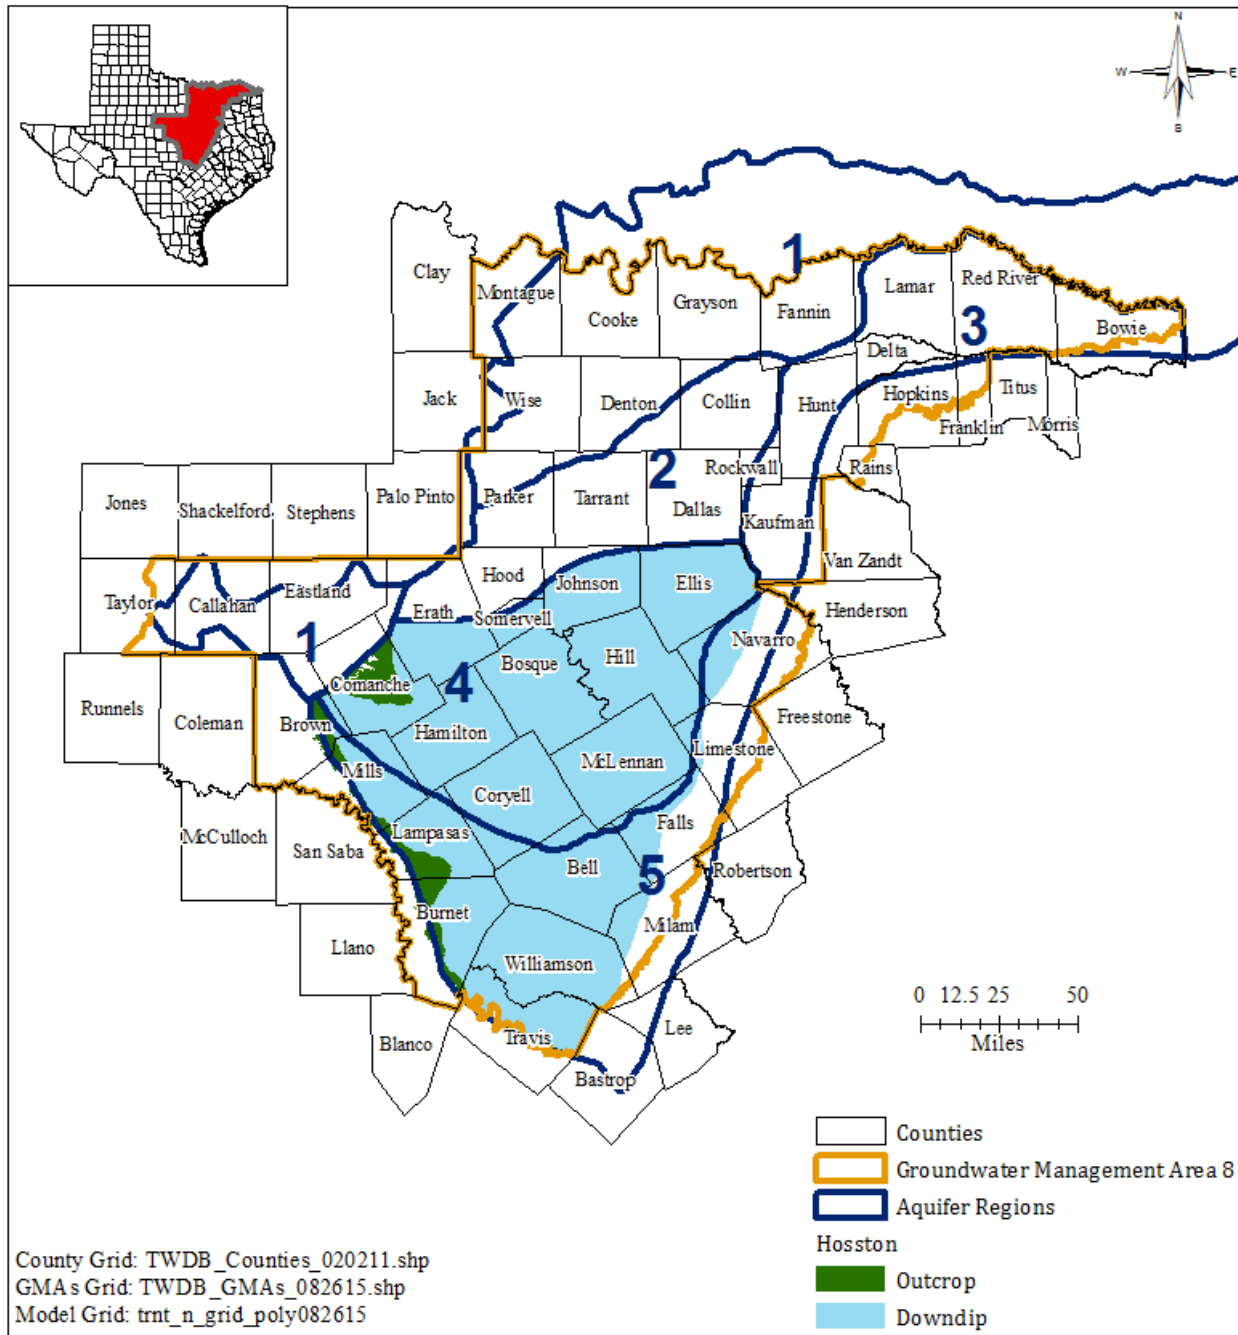 N
W E
S
1
Clay
Montague
Cooke
Grayson
Fannin
Lamar
Red River
3
Bowie
Delta
Jack
Wise
Denton
Collin
Hunt
Hopkins
Titus
Franklin
Morris
2
Rockwall
Rains
Jones
Shackelford
Stephens
Palo Pinto
Parker
Tarrant
Dallas
Kaufman
Van Zandt
Taylor
Callahan
Eastland
Erath
Hood
Johnson
Somervell
Ellis
Henderson
Navarro
1
Comanche
4
Bosque
Hill
Runnels
Coleman
Brown
Hamilton
Freestone
Mills
McLennan
Limestone
Coryell
McCulloch
San Saba
Lampasas
Falls
Bell
5
Robertson
Burnet
Milam
Llano
Williamson
Blanco
Travis
Lee
Bastrop
0 12.5 25 50
Miles
Counties
Groundwater Management Area 8
Aquifer Regions
Hosston
Outcrop
Downdip
County Grid: TWDB_Counties_020211.shp
GMAs Grid: TWDB_GMAs_082615.shp
Model Grid: trnt_n_grid_poly082615